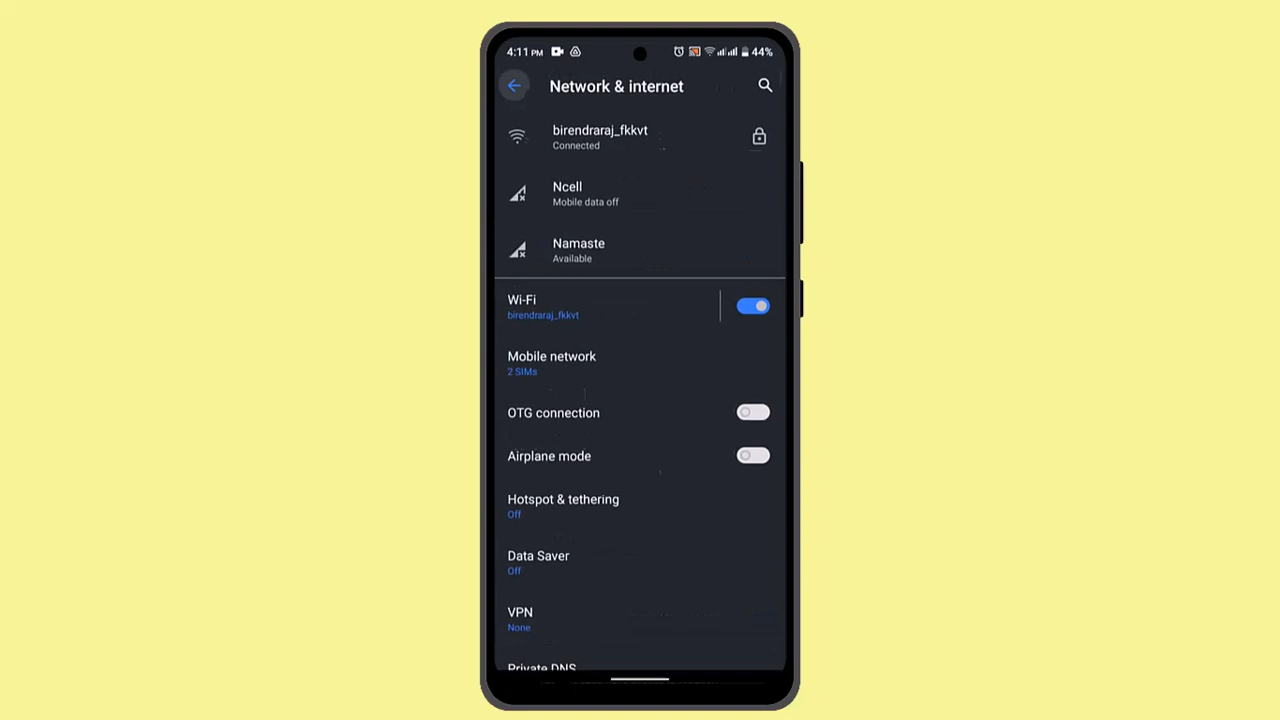 4:11 PM 44%
Network & internet
birendraraj_fkkvt
Connected
Ncell
Mobile data off
Namaste
Available
Wi-Fi
birendraraj_fkkvt
Mobile network
2 SIMs
OTG connection
Airplane mode
Hotspot & tethering
Off
Data Saver
Off
VPN
None
Private DNS